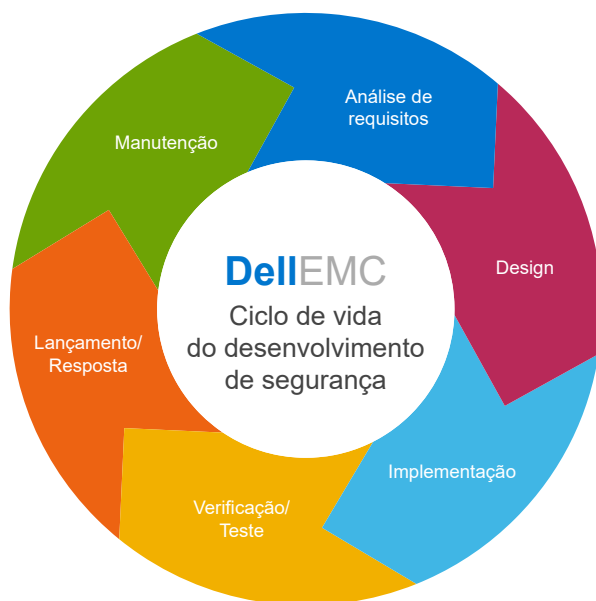 Análise de
requisitos
Design
Implementação
Verificação/
Teste
Lançamento/
Resposta
Manutenção
DellEMC
Ciclo de vida
do desenvolvimento
de segurança